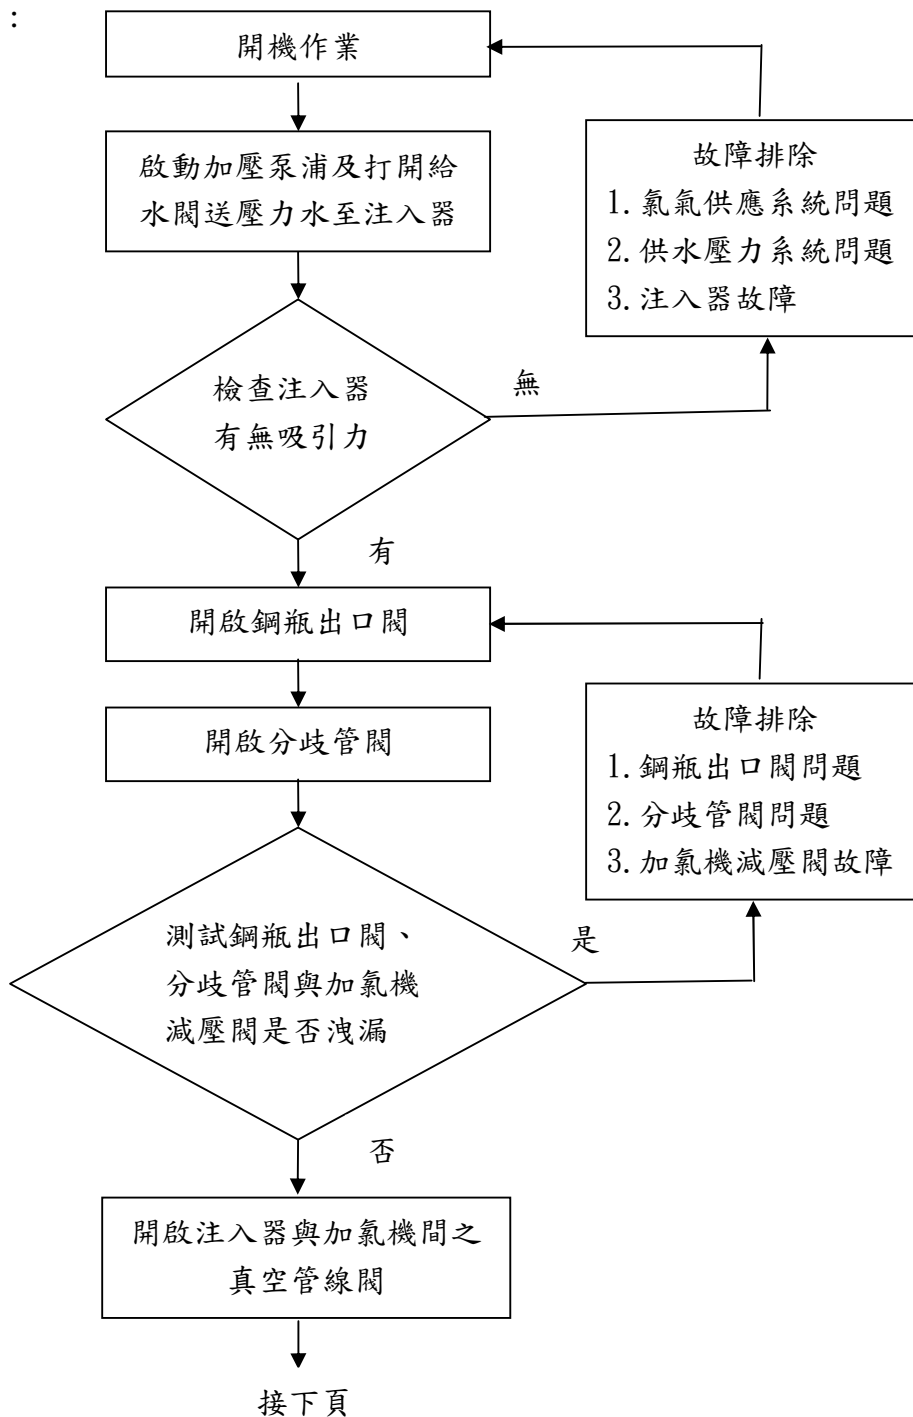 :
開機作業
啟動加壓泵浦及打開給
水閥送壓力水至注入器
故障排除
1.氯氣供應系統問題
2.供水壓力系統問題
3.注入器故障
檢查注入器
有無吸引力
無
有
開啟鋼瓶出口閥
開啟分歧管閥
故障排除
1.鋼瓶出口閥問題
2.分歧管閥問題
3.加氯機減壓閥故障
測試鋼瓶出口閥、
分歧管閥與加氯機
減壓閥是否洩漏
是
否
開啟注入器與加氯機間之
真空管線閥
接下頁